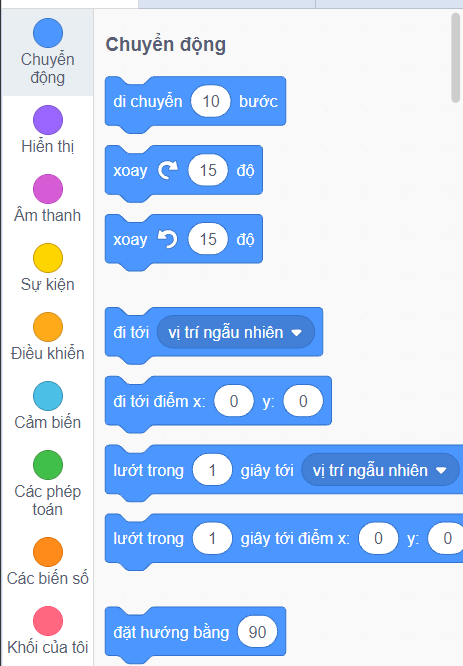 Chuyển
động
Hiển thị
Âm thanh
Sự kiện
Điều khiển
Cảm biến
Các phép
toán
Các biến số
Khối của tôi
Chuyển động
di chuyển 10 bước
xoay 15 độ
xoay 15 độ
đi tới vị trí ngẫu nhiên
đi tới điểm x: 0 y: 0
lướt trong 1 giây tới vị trí ngẫu nhiên
lướt trong 1 giây tới điểm x: 0 y: 0
đặt hướng bằng 90